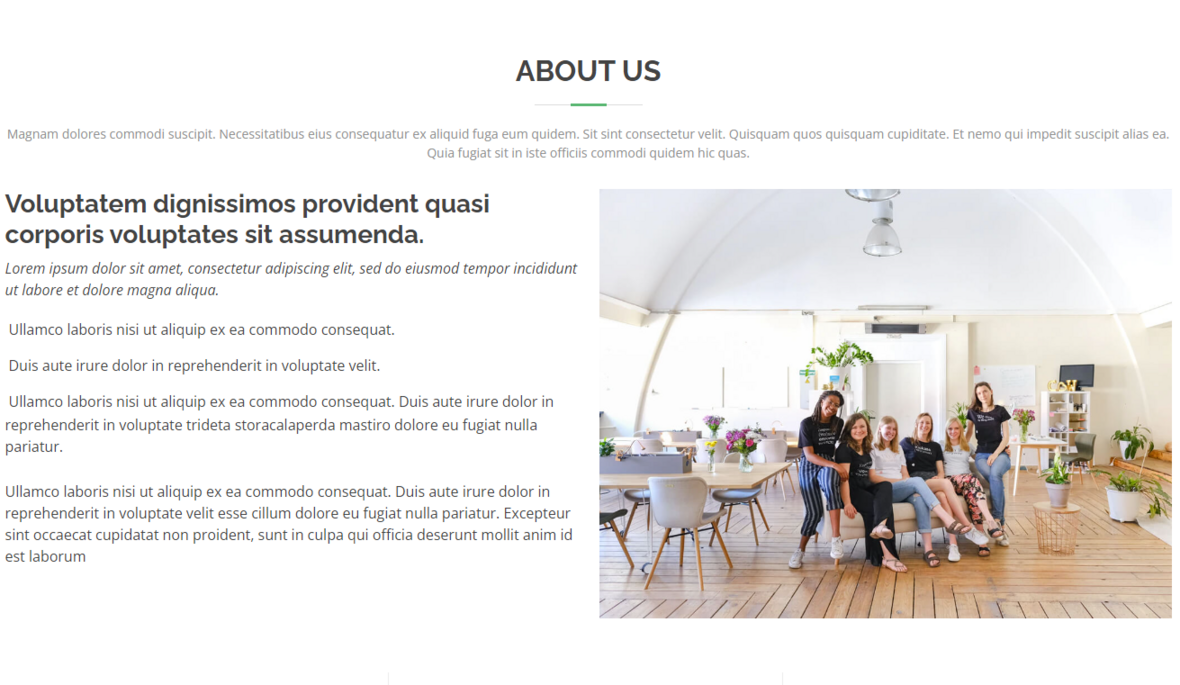 ABOUT US
Magnam dolores commodi suscipit. Necessitatibus eius consequatur ex aliquid fuga eum quidem. Sit sint consectetur velit. Quisquam quos quisquam cupiditate. Et nemo qui impedit suscipit alias ea.
Quia fugiat sit in iste officiis commodi quidem hic quas.
Voluptatem dignissimos provident quasi
corporis voluptates sit assumenda.
Lorem ipsum dolor sit amet, consectetur adipiscing elit, sed do eiusmod tempor incididunt
ut labore et dolore magna aliqua.
Ullamco laboris nisi ut aliquip ex ea commodo consequat.
Duis aute irure dolor in reprehenderit in voluptate velit.
Ullamco laboris nisi ut aliquip ex ea commodo consequat. Duis aute irure dolor in
reprehenderit in voluptate trideta storacalaperda mastiro dolore eu fugiat nulla
pariatur.
Ullamco laboris nisi ut aliquip ex ea commodo consequat. Duis aute irure dolor in
reprehenderit in voluptate velit esse cillum dolore eu fugiat nulla pariatur. Excepteur
sint occaecat cupidatat non proident, sunt in culpa qui officia deserunt mollit anim id
est laborum